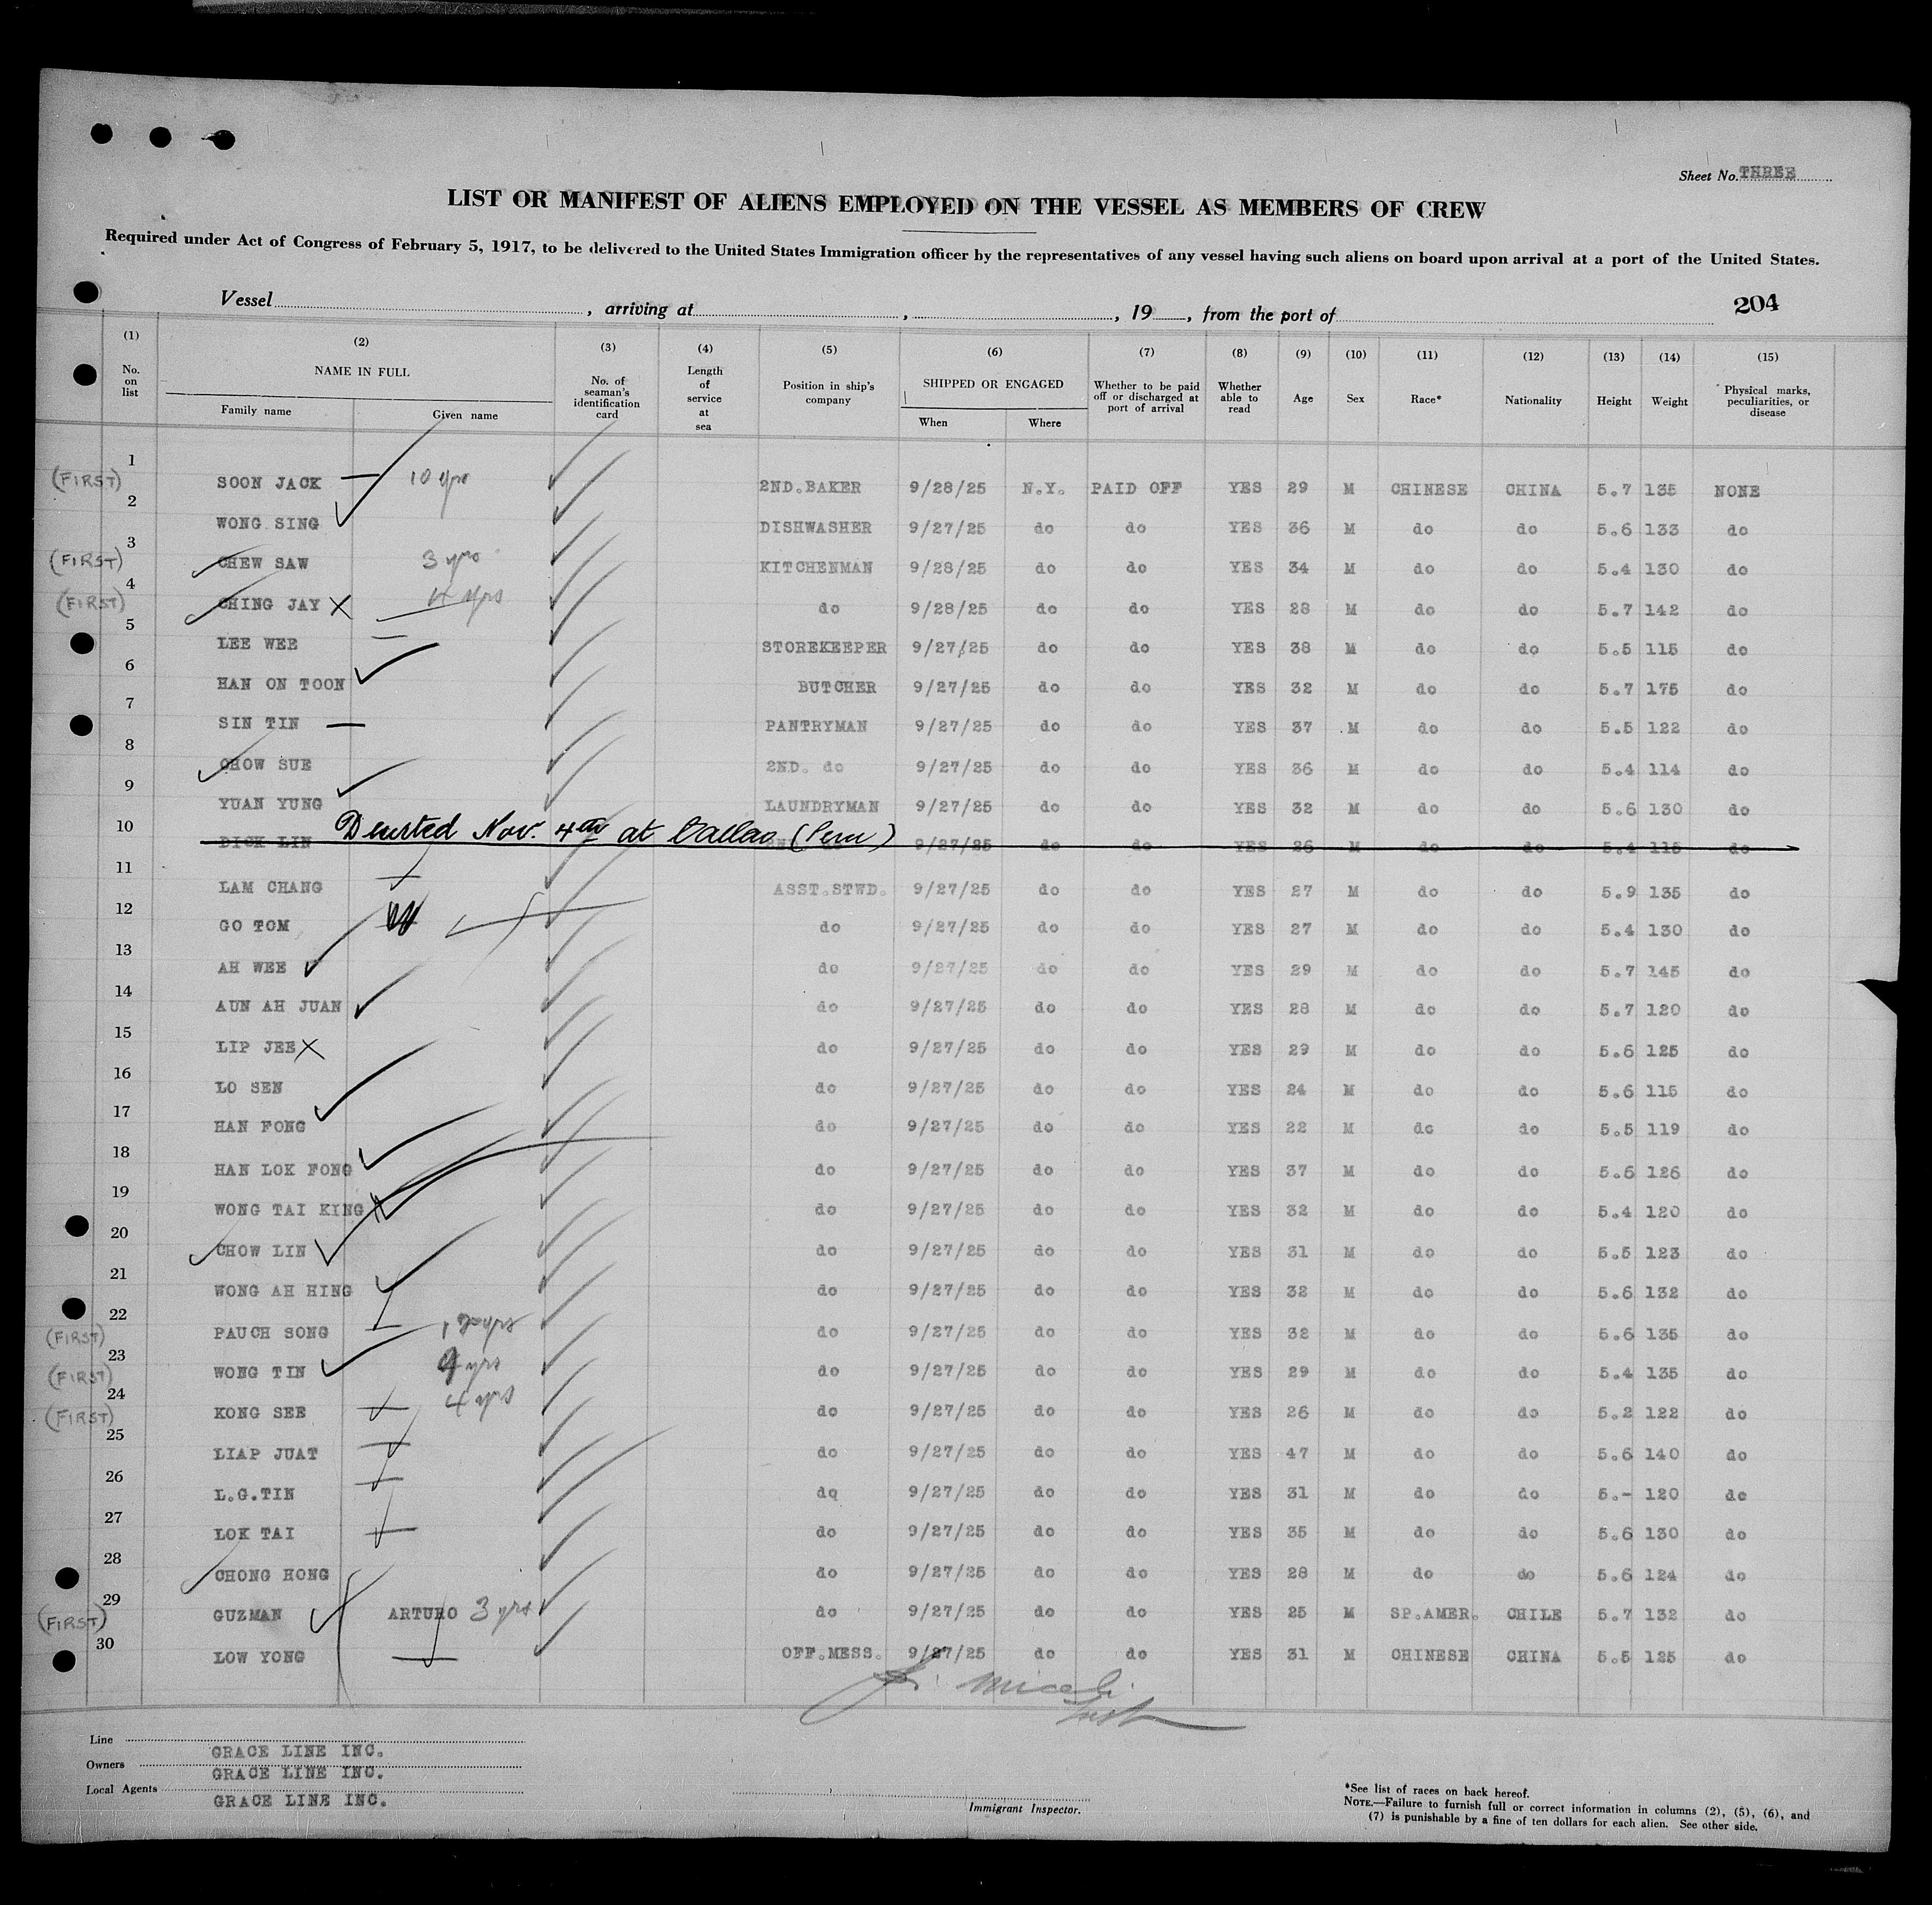 Sheet No. THREE
LIST OR MANIFEST OF ALIENS EMPLOYED ON THE VESSEL AS MEMBERS OF CREW
Required under Act of Congress of February 5, 1917, to be delivered to the United States Immigration officer by the representatives of any vessel having such aliens on board upon arrival at a port of the United States.
Vessel , arriving at , , 19 , from the port of 204
(1) (2) (3) (4) (5) (6) (7) (8) (9) (10) (11) (12) (13) (14) (15)
No. on list NAME IN FULL Family name Given name No. of seaman's identification card Length of service at sea Position in ship's company SHIPPED OR ENGAGED When Where Whether to be paid off or discharged at port of arrival Whether able to read Age Sex Race* Nationality Height Weight Physical marks, peculiarities, or disease
(FIRST) 1 SOON JACK 10 yrs 2ND.BAKER 9/28/25 N.Y. PAID OFF YES 29 M CHINESE CHINA 5.7 135 NONE
2 WONG SING DISHWASHER 9/27/25 do do YES 36 M do do 5.6 133 do
(FIRST) 3 CHEW SAW 3 yrs KITCHENMAN 9/28/25 do do YES 34 M do do 5.4 130 do
(FIRST) 4 CHING JAY X 4 yrs do 9/28/25 do do YES 28 M do do 5.7 142 do
5 LEE WEE STOREKEEPER 9/27/25 do do YES 38 M do do 5.5 115 do
6 HAN ON TOON BUTCHER 9/27/25 do do YES 32 M do do 5.7 175 do
7 SIN TIN PANTRYMAN 9/27/25 do do YES 37 M do do 5.5 122 do
8 CHOW SUE 2ND. do 9/27/25 do do YES 36 M do do 5.4 114 do
9 YUAN YUNG LAUNDRYMAN 9/27/25 do do YES 32 M do do 5.6 130 do
Deserted Nov. 4th at Callao (Peru)
10 DICK LIN 9/27/25 do do YES 26 M do do 5.4 115 do
11 LAM CHANG ASST.STWD. 9/27/25 do do YES 27 M do do 5.9 135 do
12 GO TOM do 9/27/25 do do YES 27 M do do 5.4 130 do
13 AH WEE do 9/27/25 do do YES 29 M do do 5.7 145 do
14 AUN AH JUAN do 9/27/25 do do YES 28 M do do 5.7 120 do
15 LIP JEE X do 9/27/25 do do YES 29 M do do 5.6 125 do
16 LO SEN do 9/27/25 do do YES 24 M do do 5.6 115 do
17 HAN FONG do 9/27/25 do do YES 22 M do do 5.5 119 do
18 HAN LOK FONG do 9/27/25 do do YES 37 M do do 5.6 126 do
19 WONG TAI KING do 9/27/25 do do YES 32 M do do 5.4 120 do
20 CHOW LIN do 9/27/25 do do YES 31 M do do 5.5 123 do
21 WONG AH HING do 9/27/25 do do YES 32 M do do 5.6 132 do
(FIRST) 22 PAUCH SONG yrs do 9/27/25 do do YES 32 M do do 5.6 135 do
(FIRST) 23 WONG TIN yrs do 9/27/25 do do YES 29 M do do 5.4 135 do
(FIRST) 24 KONG SEE 4 yrs do 9/27/25 do do YES 26 M do do 5.2 122 do
25 LIAP JUAT do 9/27/25 do do YES 47 M do do 5.6 140 do
26 L.G.TIN do 9/27/25 do do YES 31 M do do 5.- 120 do
27 LOK TAI do 9/27/25 do do YES 35 M do do 5.6 130 do
28 CHONG HONG do 9/27/25 do do YES 28 M do do 5.6 124 do
(FIRST) 29 GUZMAN ARTURO 3 yrs do 9/27/25 do do YES 25 M SP.AMER. CHILE 5.7 132 do
30 LOW YONG OFF.MESS. 9/27/25 do do YES 31 M CHINESE CHINA 5.5 125 do
Line GRACE LINE INC.
Owners GRACE LINE INC.
Local Agents GRACE LINE INC.
Immigrant Inspector.
*See list of races on back hereof.
NOTE.—Failure to furnish full or correct information in columns (2), (5), (6), and
(7) is punishable by a fine of ten dollars for each alien. See other side.